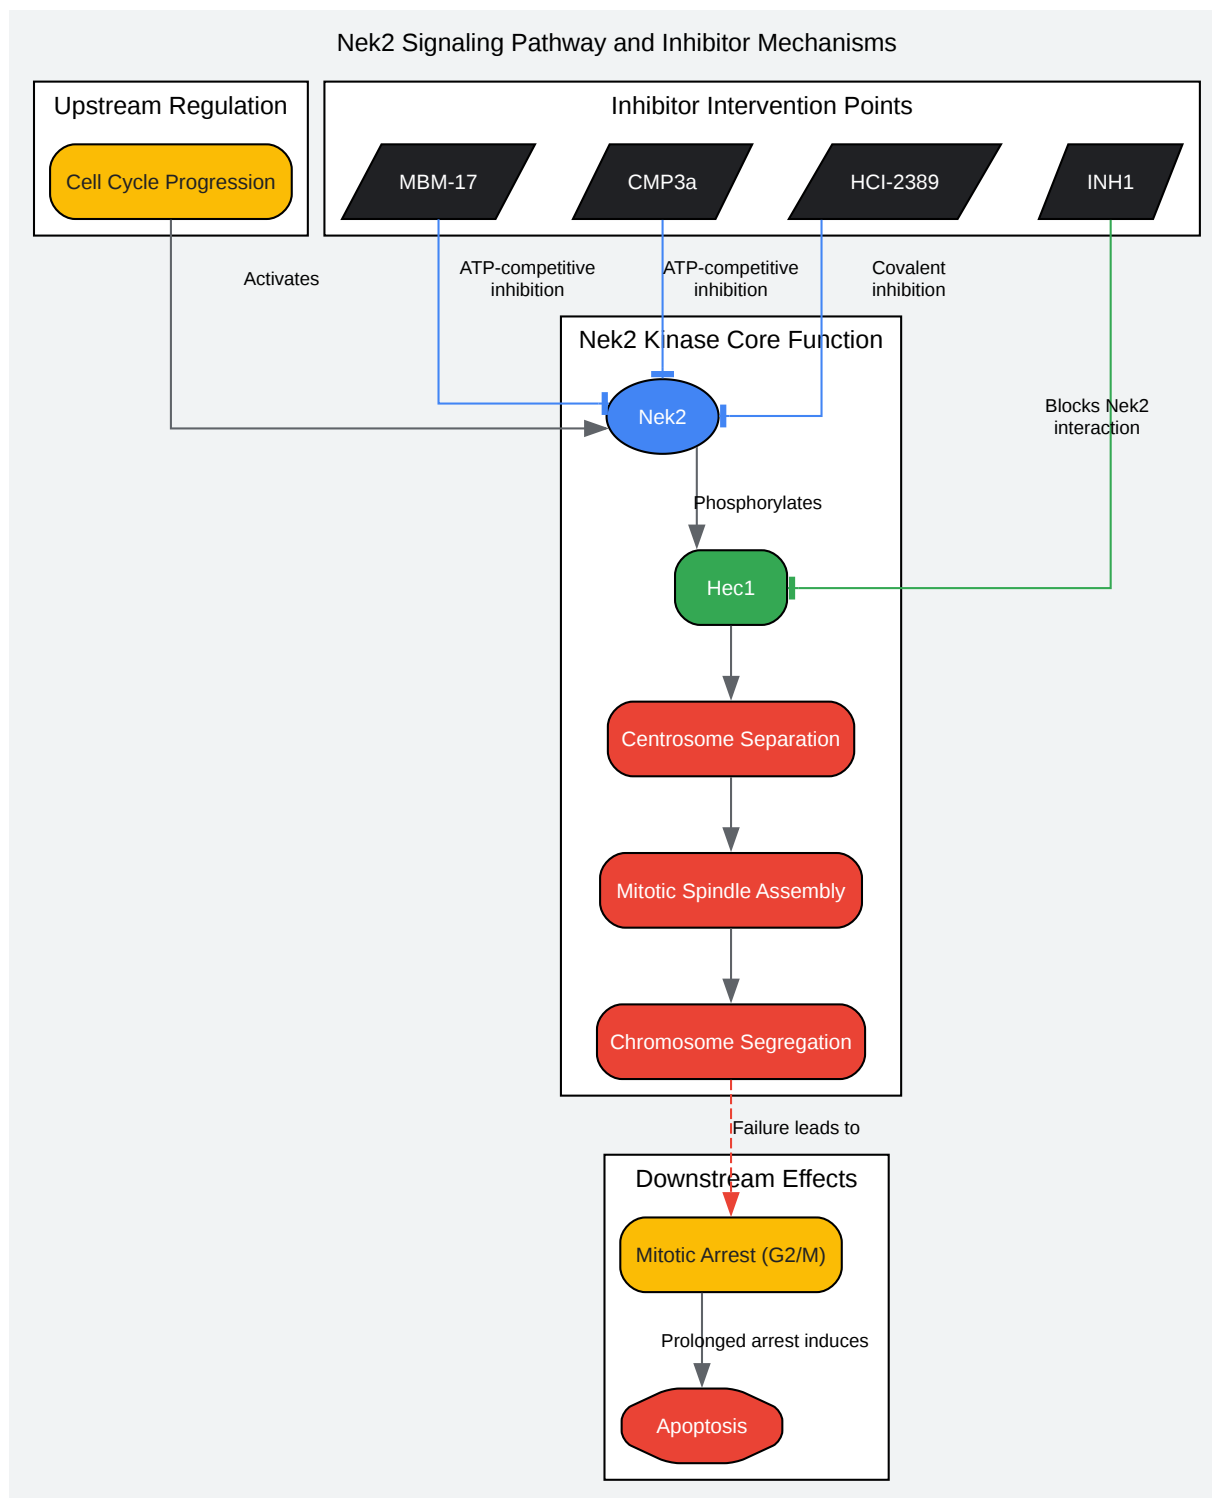 Nek2 Signaling Pathway and Inhibitor Mechanisms
Upstream Regulation
Inhibitor Intervention Points
Cell Cycle Progression
MBM-17
CMP3a
HCI-2389
INH1
Activates
ATP-competitive
inhibition
ATP-competitive
inhibition
Covalent
inhibition
Nek2 Kinase Core Function
Nek2
Blocks Nek2
interaction
Phosphorylates
Hec1
Centrosome Separation
Mitotic Spindle Assembly
Chromosome Segregation
Failure leads to
Downstream Effects
Mitotic Arrest (G2/M)
Prolonged arrest induces
Apoptosis